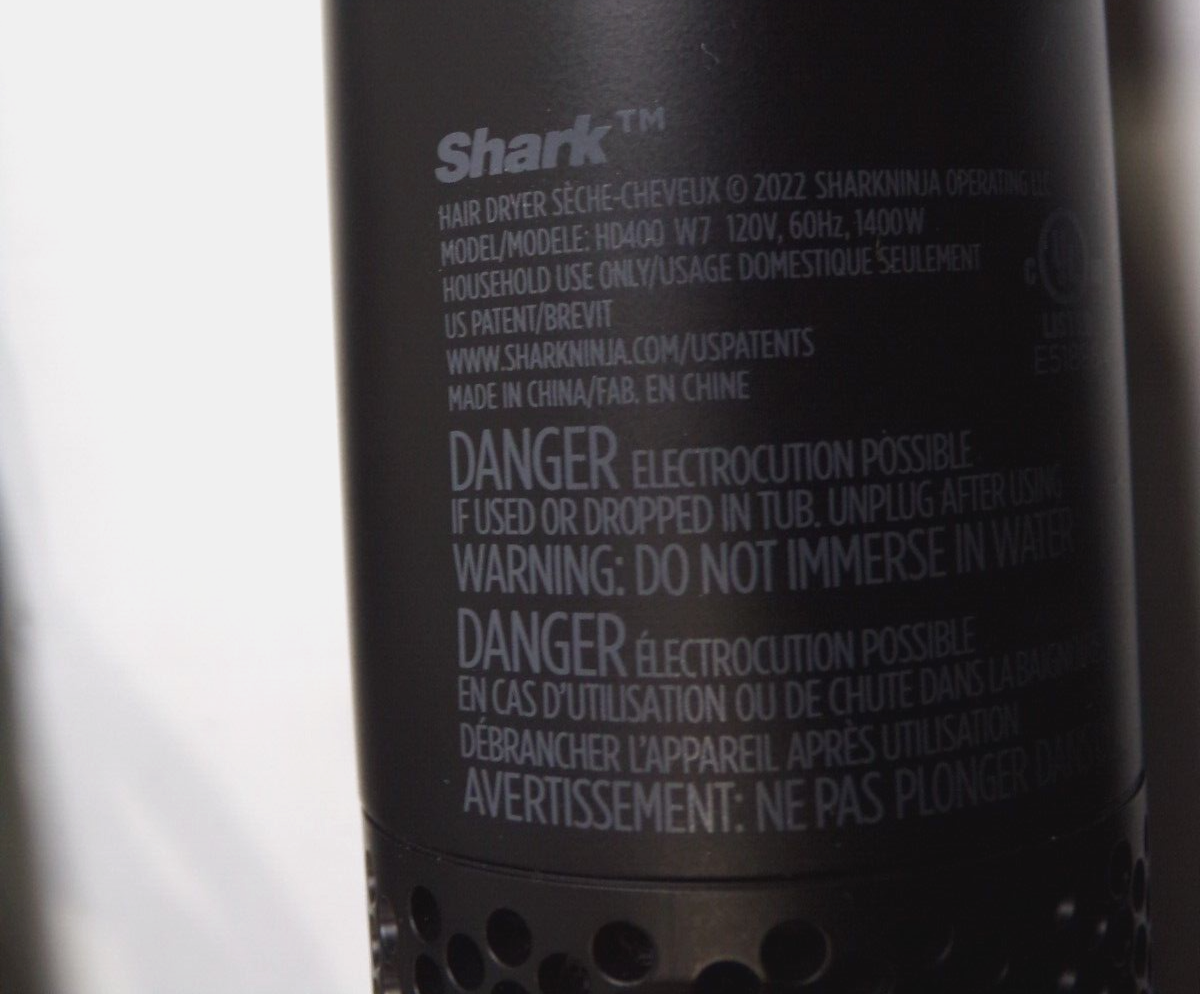 Shark™
HAIR DRYER SÈCHE-CHEVEUX © 2022 SHARKNINJA OPERATING LLC
MODEL/MODELE: HD400 W7 120V, 60Hz, 1400W
HOUSEHOLD USE ONLY/USAGE DOMESTIQUE SEULEMENT
C
US PATENT/BREVIT
WWW.SHARKNINJA.COM/USPATENTS
MADE IN CHINA/FAB. EN CHINE
DANGER ELECTROCUTION POSSIBLE
IF USED OR DROPPED IN TUB. UNPLUG AFTER USING
WARNING: DO NOT IMMERSE IN WATER
DANGER ÉLECTROCUTION POSSIBLE
EN CAS D'UTILISATION OU DE CHUTE DANS LA
DÉBRANCHER L'APPAREIL APRÈS UTILISATION
AVERTISSEMENT: NE PAS PLONGER DANS